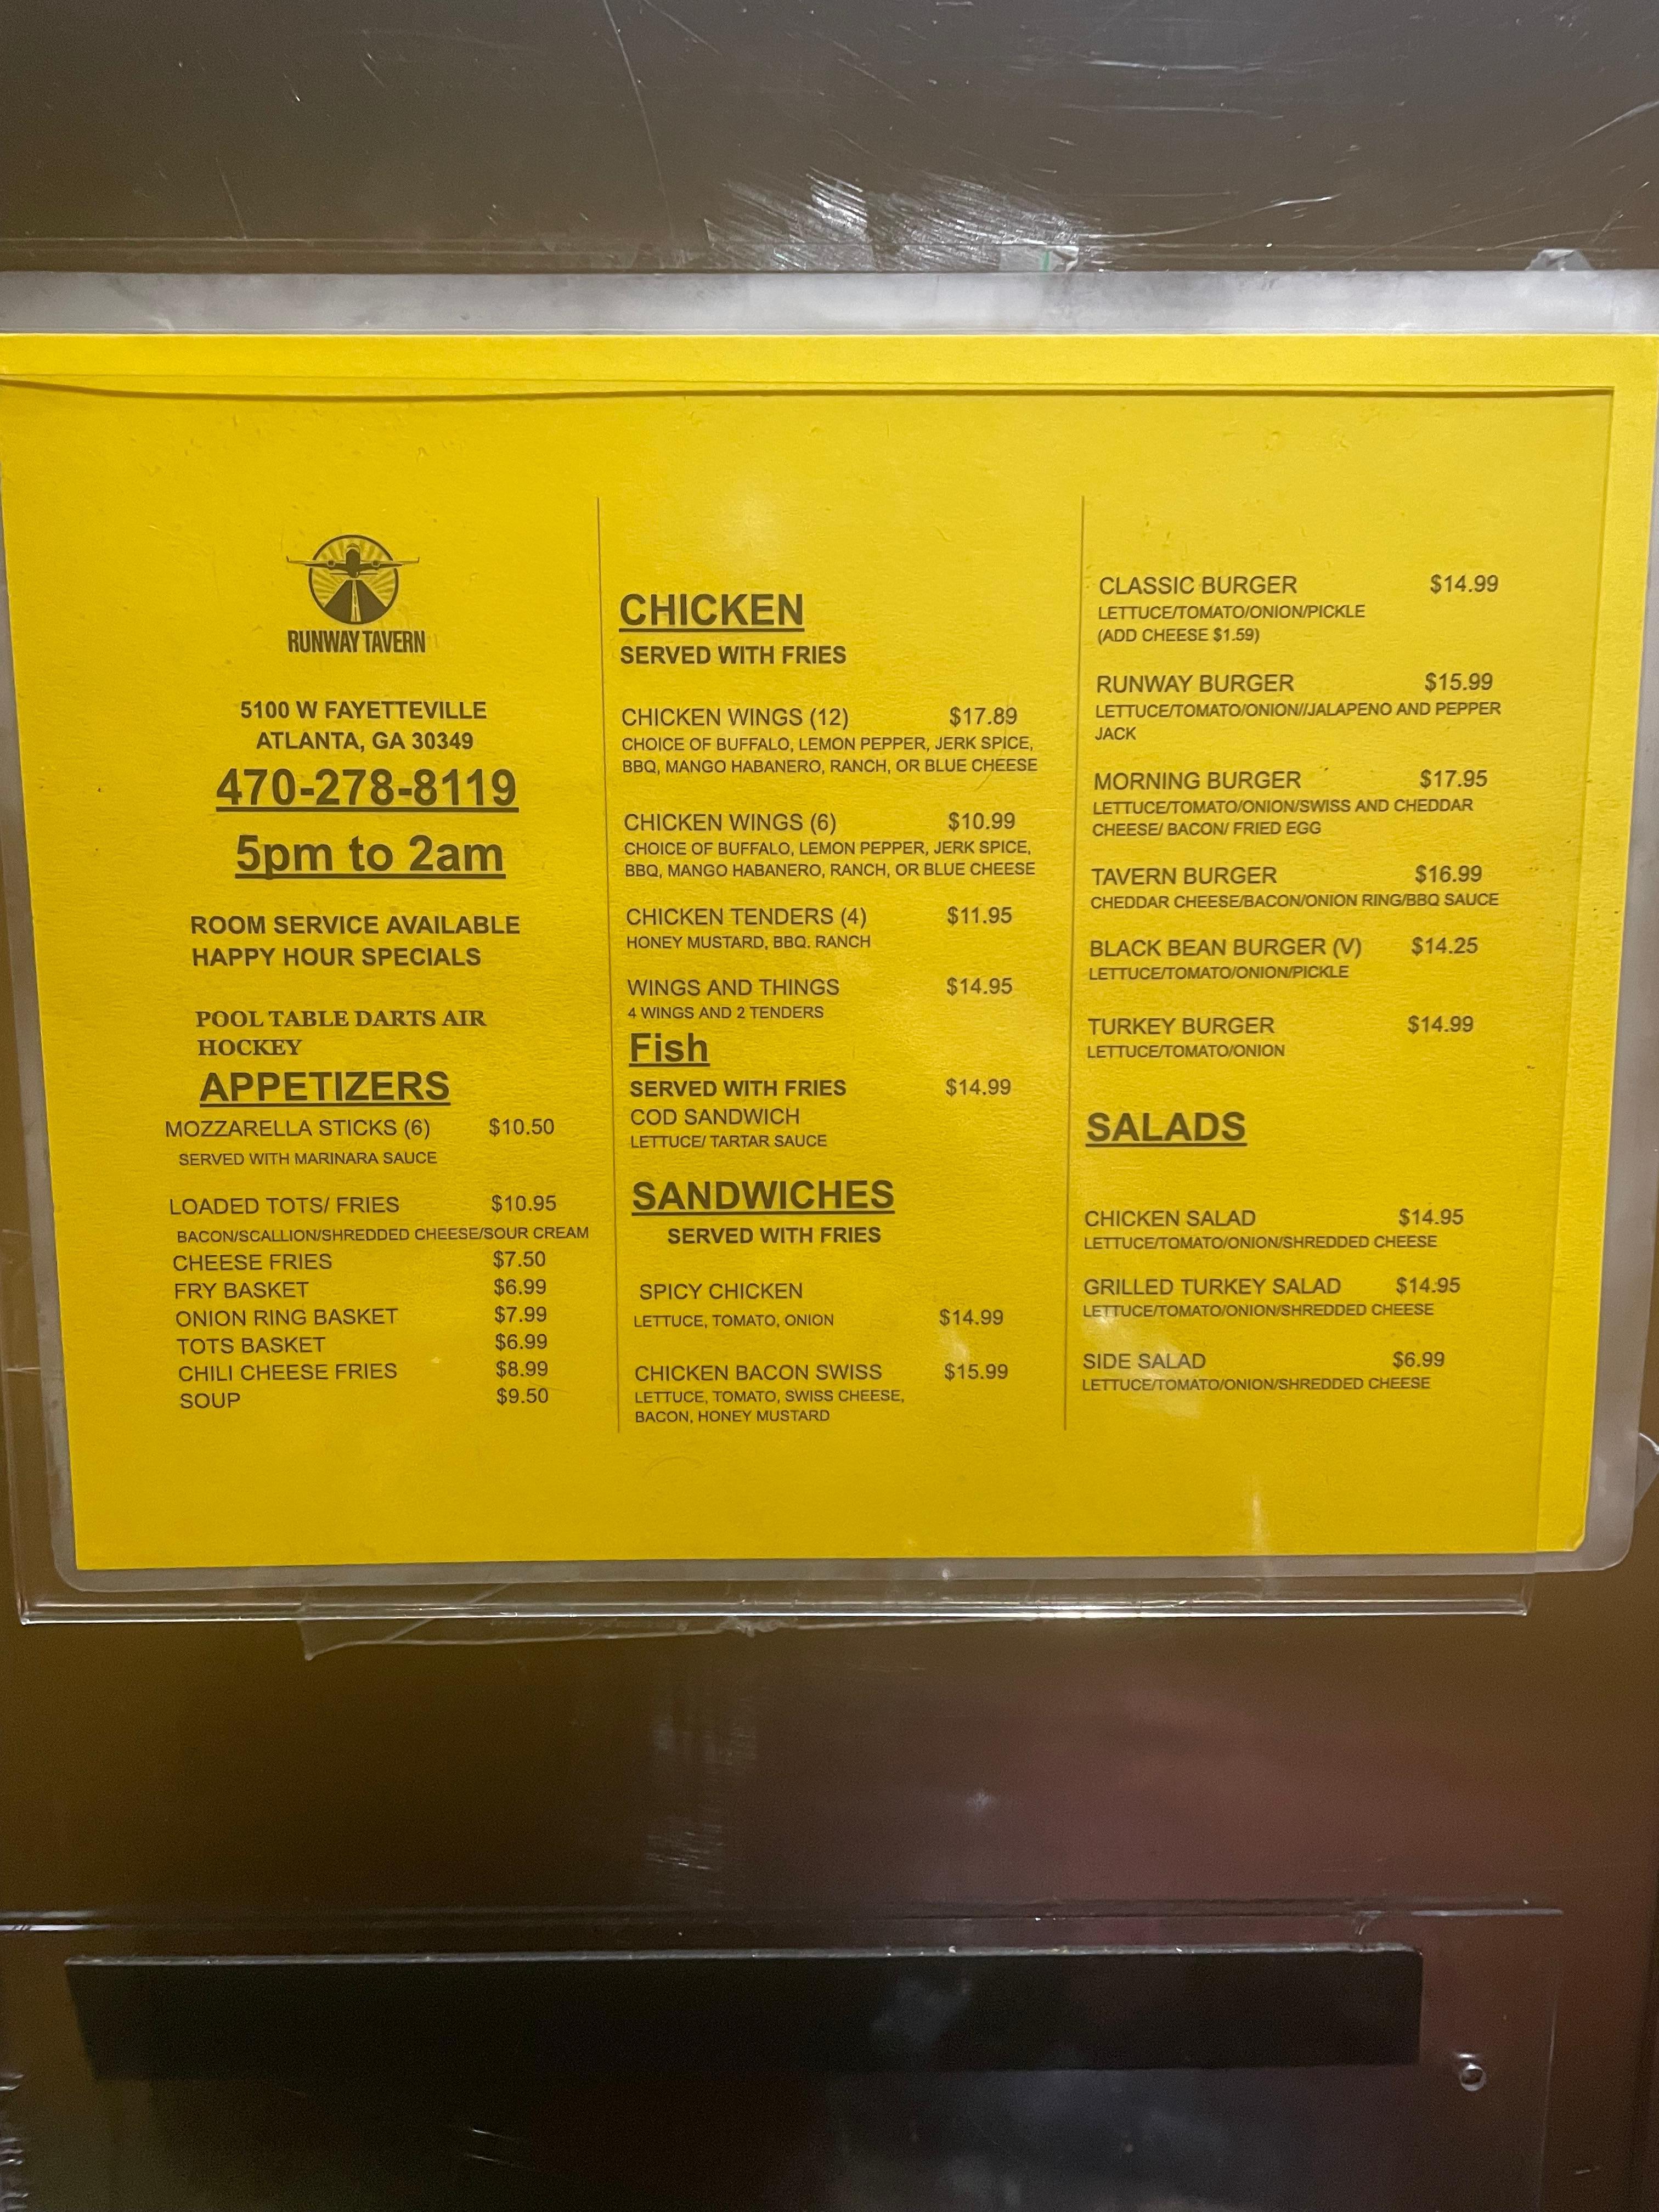 RUNWAY TAVERN
5100 W FAYETTEVILLE
ATLANTA, GA 30349
470-278-8119
5pm to 2am
ROOM SERVICE AVAILABLE
HAPPY HOUR SPECIALS
POOL TABLE DARTS AIR
HOCKEY
APPETIZERS
MOZZARELLA STICKS (6) $10.50
SERVED WITH MARINARA SAUCE
LOADED TOTS/ FRIES $10.95
BACON/SCALLION/SHREDDED CHEESE/SOUR CREAM
CHEESE FRIES $7.50
FRY BASKET $6.99
ONION RING BASKET $7.99
TOTS BASKET $6.99
CHILI CHEESE FRIES $8.99
SOUP $9.50
CHICKEN
SERVED WITH FRIES
CHICKEN WINGS (12) $17.89
CHOICE OF BUFFALO, LEMON PEPPER, JERK SPICE,
BBQ, MANGO HABANERO, RANCH, OR BLUE CHEESE
CHICKEN WINGS (6) $10.99
CHOICE OF BUFFALO, LEMON PEPPER, JERK SPICE,
BBQ, MANGO HABANERO, RANCH, OR BLUE CHEESE
CHICKEN TENDERS (4) $11.95
HONEY MUSTARD, BBQ, RANCH
WINGS AND THINGS $14.95
4 WINGS AND 2 TENDERS
Fish
SERVED WITH FRIES $14.99
COD SANDWICH
LETTUCE/ TARTAR SAUCE
SANDWICHES
SERVED WITH FRIES
SPICY CHICKEN
LETTUCE, TOMATO, ONION $14.99
CHICKEN BACON SWISS $15.99
LETTUCE, TOMATO, SWISS CHEESE,
BACON, HONEY MUSTARD
CLASSIC BURGER $14.99
LETTUCE/TOMATO/ONION/PICKLE
(ADD CHEESE $1.59)
RUNWAY BURGER $15.99
LETTUCE/TOMATO/ONION//JALAPENO AND PEPPER
JACK
MORNING BURGER $17.95
LETTUCE/TOMATO/ONION/SWISS AND CHEDDAR
CHEESE/ BACON/ FRIED EGG
TAVERN BURGER $16.99
CHEDDAR CHEESE/BACON/ONION RING/BBQ SAUCE
BLACK BEAN BURGER (V) $14.25
LETTUCE/TOMATO/ONION/PICKLE
TURKEY BURGER $14.99
LETTUCE/TOMATO/ONION
SALADS
CHICKEN SALAD $14.95
LETTUCE/TOMATO/ONION/SHREDDED CHEESE
GRILLED TURKEY SALAD $14.95
LETTUCE/TOMATO/ONION/SHREDDED CHEESE
SIDE SALAD $6.99
LETTUCE/TOMATO/ONION/SHREDDED CHEESE